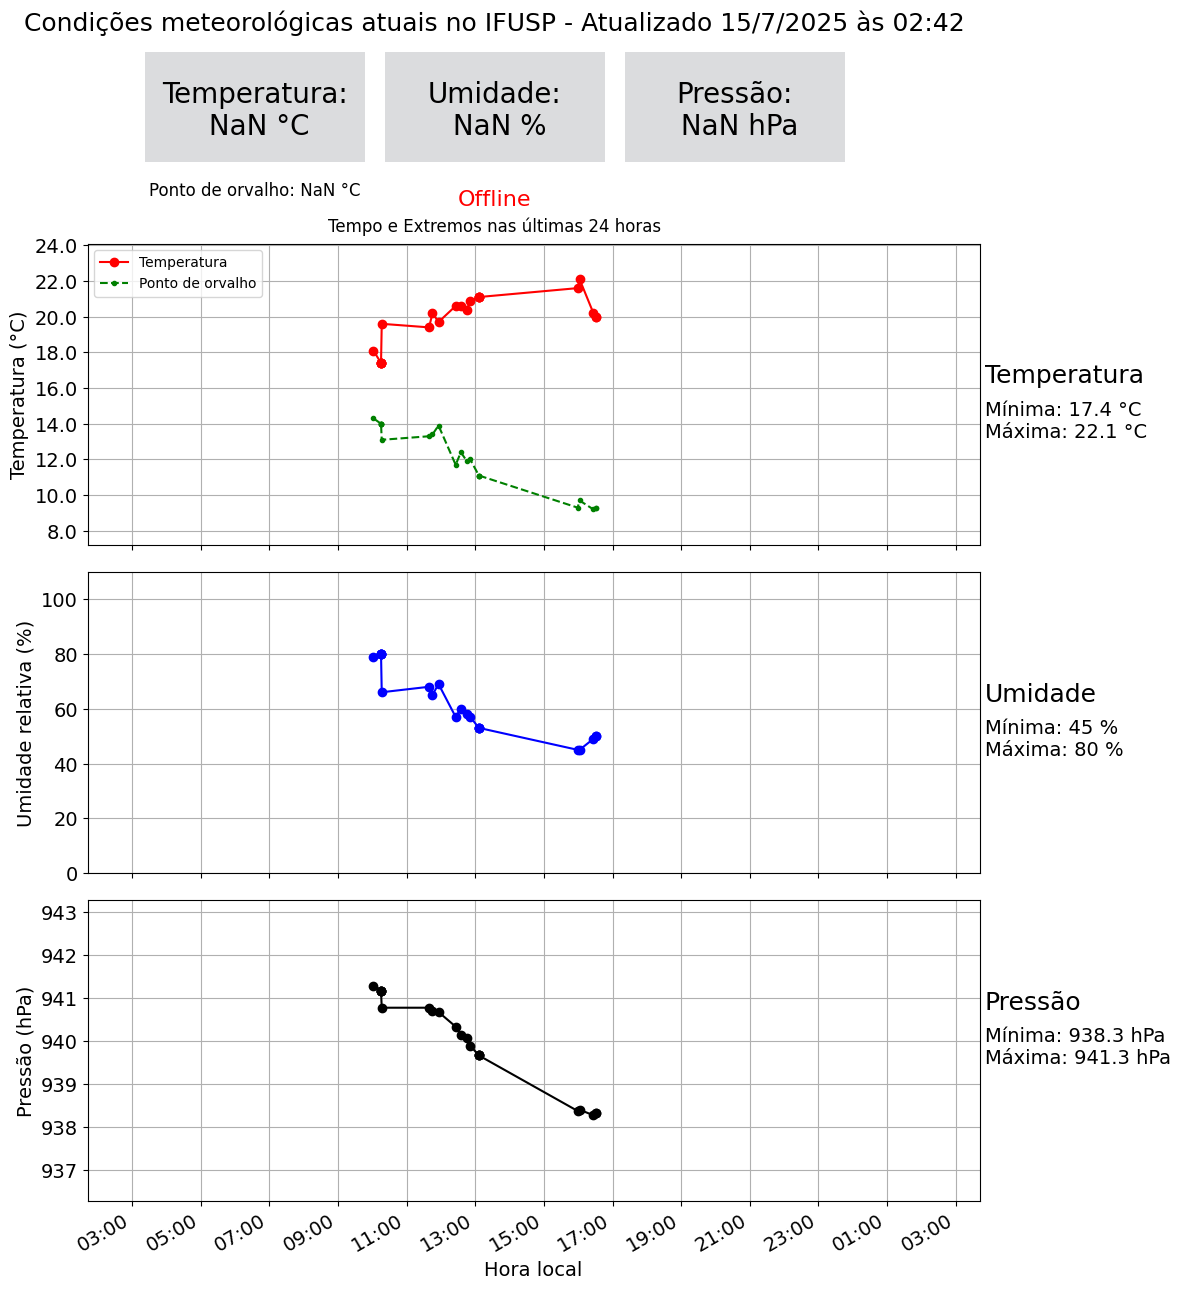 Condições meteorológicas atuais no IFUSP - Atualizado 15/7/2025 às 02:42
Temperatura:
NaN °C
Umidade:
NaN %
Pressão:
NaN hPa
Ponto de orvalho: NaN °C
Offline
Tempo e Extremos nas últimas 24 horas
Temperatura (°C)
24.0
22.0
20.0
18.0
16.0
14.0
12.0
10.0
8.0
Temperatura
Ponto de orvalho
Temperatura
Mínima: 17.4 °C
Máxima: 22.1 °C
Umidade relativa (%)
100
80
60
40
20
0
Umidade
Mínima: 45 %
Máxima: 80 %
Pressão (hPa)
943
942
941
940
939
938
937
Pressão
Mínima: 938.3 hPa
Máxima: 941.3 hPa
03:00 05:00 07:00 09:00 11:00 13:00 15:00 17:00 19:00 21:00 23:00 01:00 03:00
Hora local